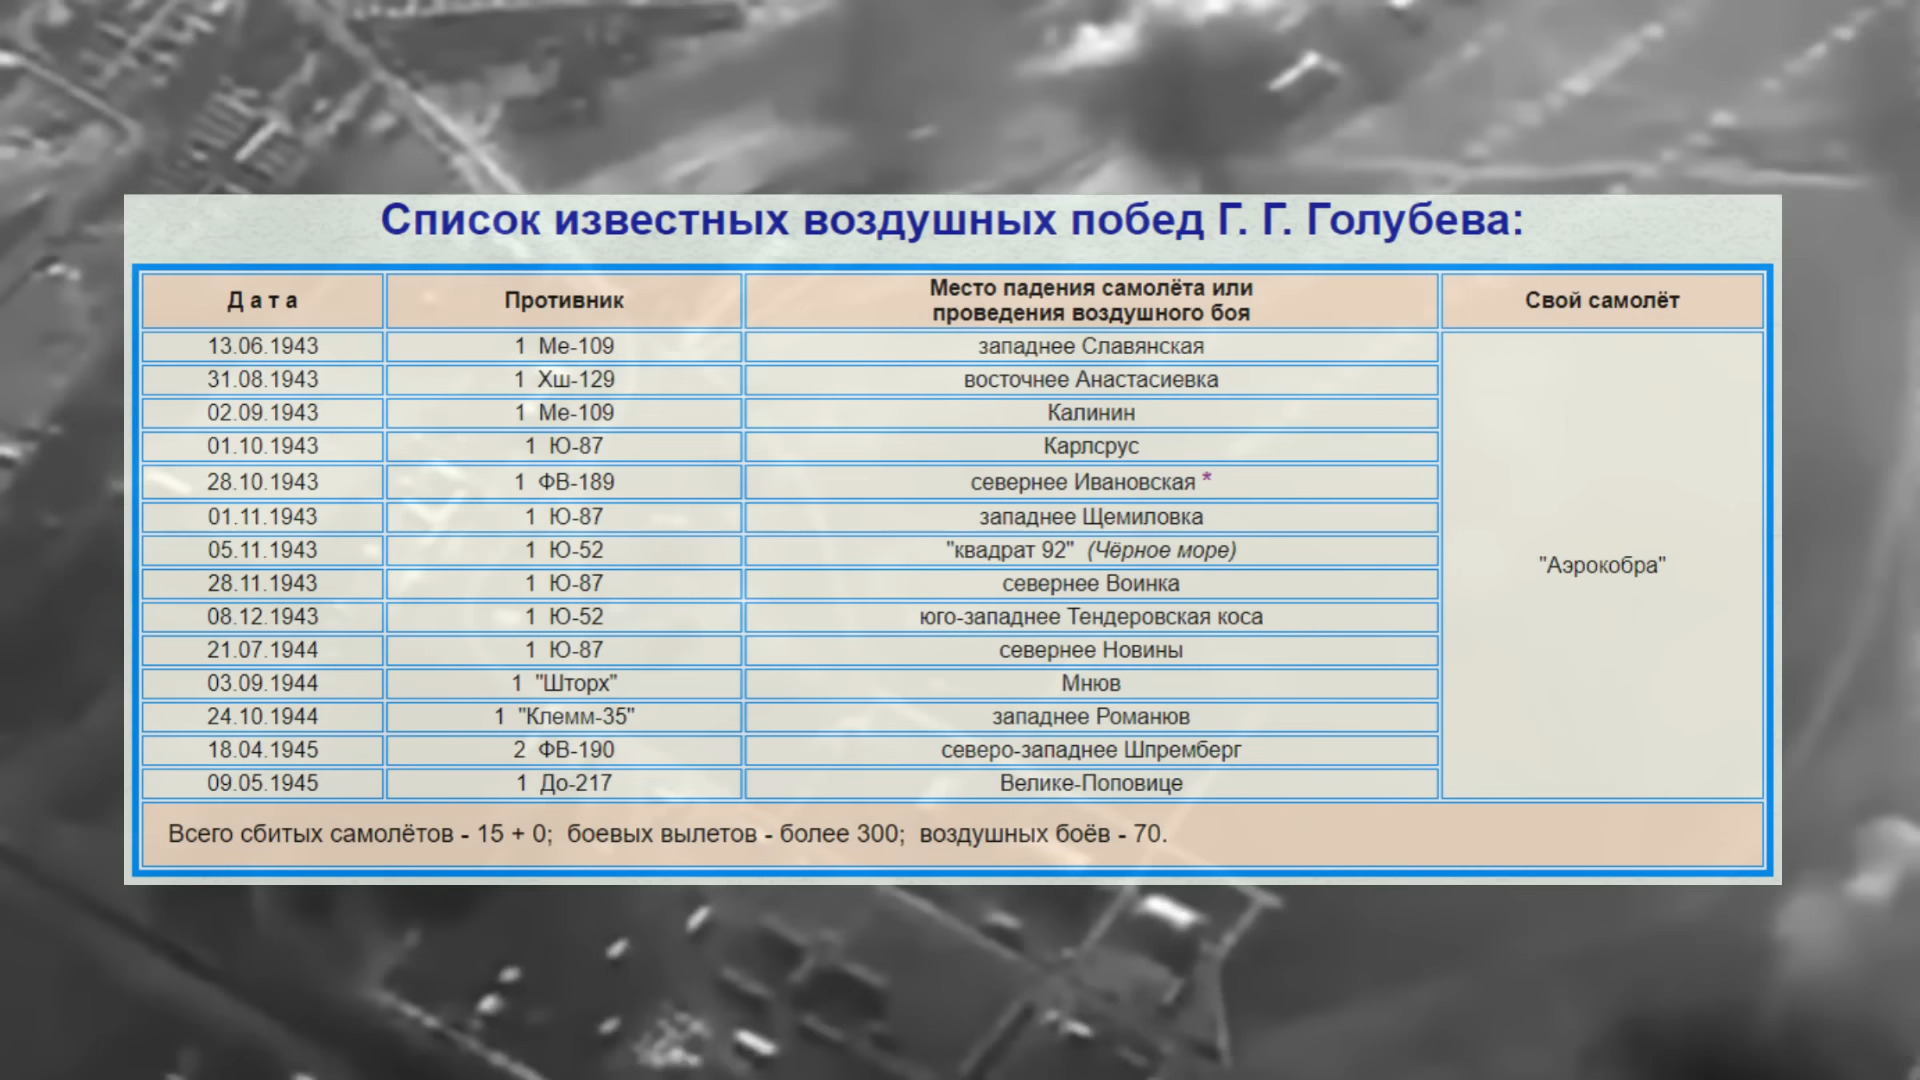 Список известных воздушных побед Г. Г. Голубева:
Д а т а Противник Место падения самолёта или проведения воздушного боя Свой самолёт
13.06.1943 1 Ме-109 западнее Славянская
31.08.1943 1 Хш-129 восточнее Анастасиевка
02.09.1943 1 Ме-109 Калинин
01.10.1943 1 Ю-87 Карлсрус
28.10.1943 1 ФВ-189 севернее Ивановская *
01.11.1943 1 Ю-87 западнее Щемиловка
05.11.1943 1 Ю-52 "квадрат 92" (Чёрное море)
"Аэрокобра"
28.11.1943 1 Ю-87 севернее Воинка
08.12.1943 1 Ю-52 юго-западнее Тендеровская коса
21.07.1944 1 Ю-87 севернее Новины
03.09.1944 1 "Шторх" Мнюв
24.10.1944 1 "Клемм-35" западнее Романюв
18.04.1945 2 ФВ-190 северо-западнее Шпремберг
09.05.1945 1 До-217 Велике-Поповице
Всего сбитых самолётов - 15 + 0; боевых вылетов - более 300; воздушных боёв - 70.